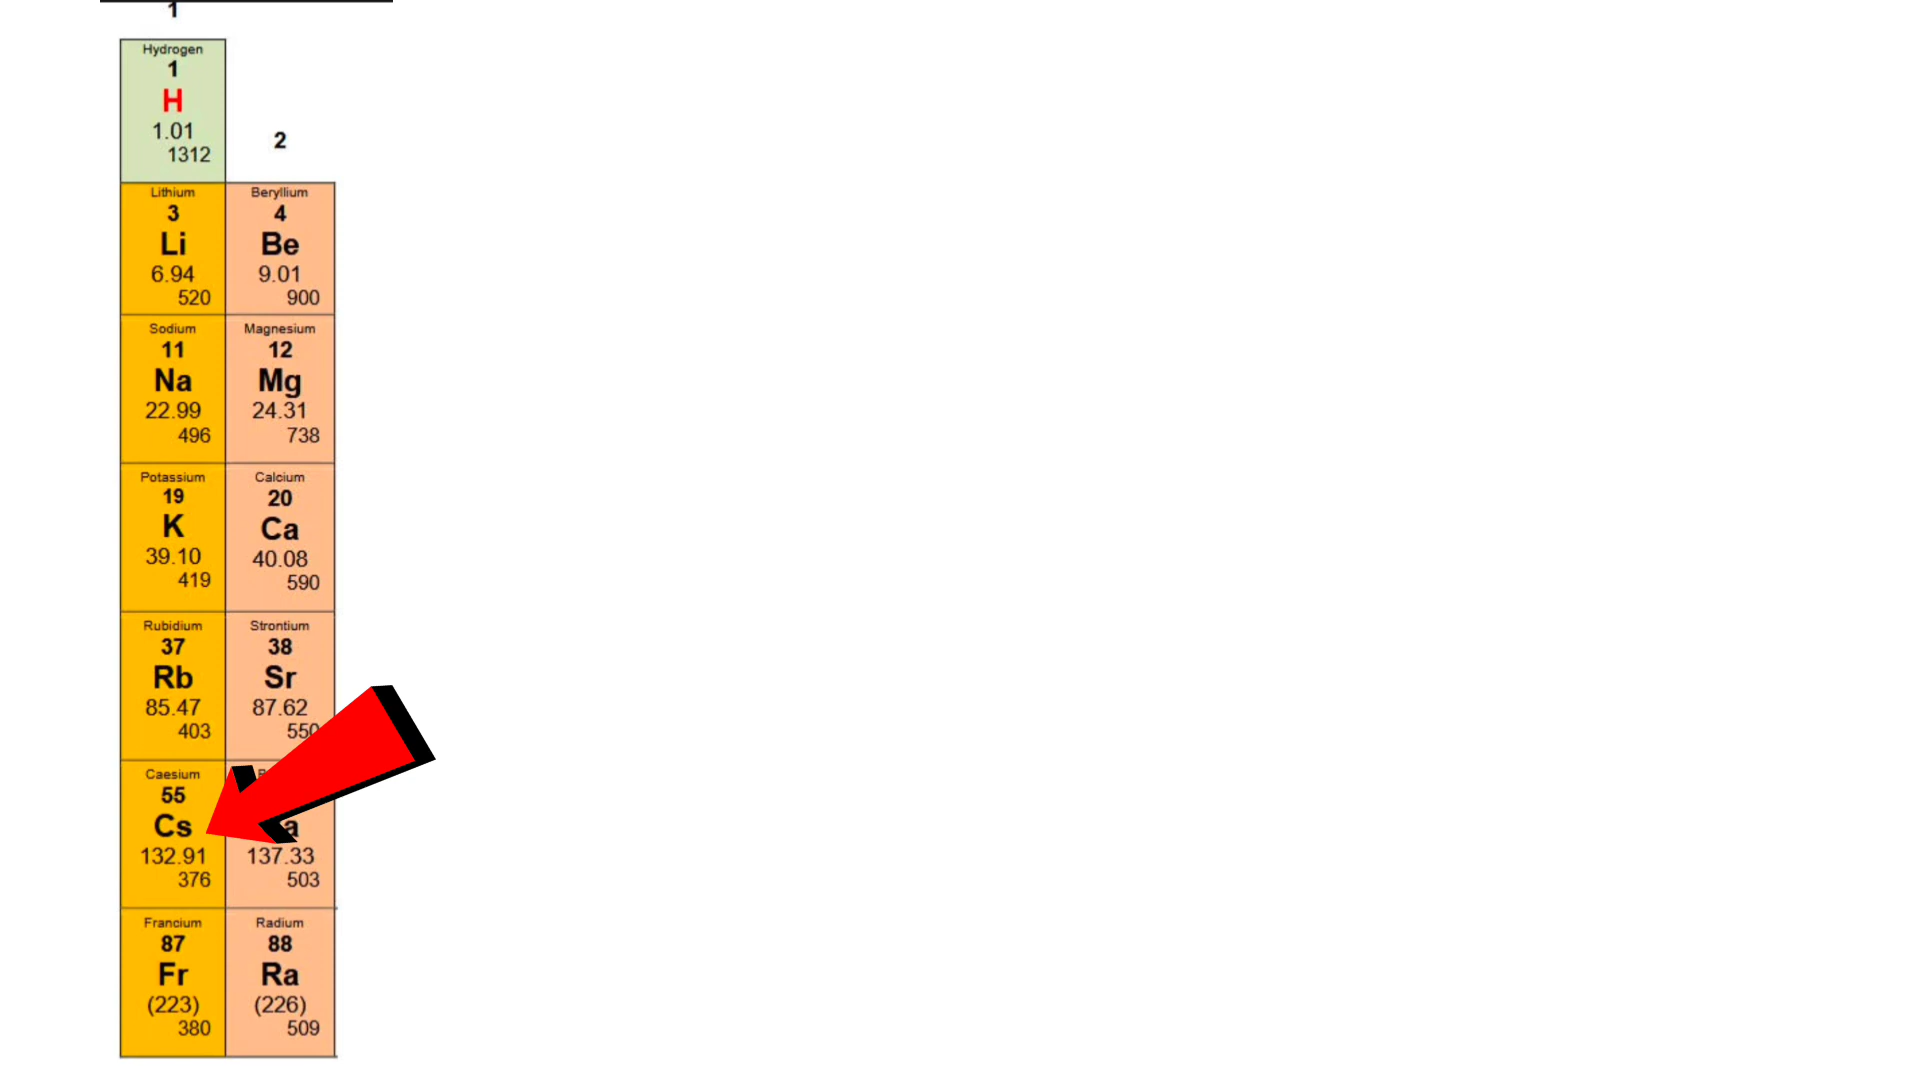 1
Hydrogen
1
H
1.01
1312
2
Lithium
3
Li
6.94
520
Beryllium
4
Be
9.01
900
Sodium
11
Na
22.99
496
Magnesium
12
Mg
24.31
738
Potassium
19
K
39.10
419
Calcium
20
Ca
40.08
590
Rubidium
37
Rb
85.47
403
Strontium
38
Sr
87.62
550
Caesium
55
Cs
132.91
376
a
137.33
503
Francium
87
Fr
(223)
380
Radium
88
Ra
(226)
509